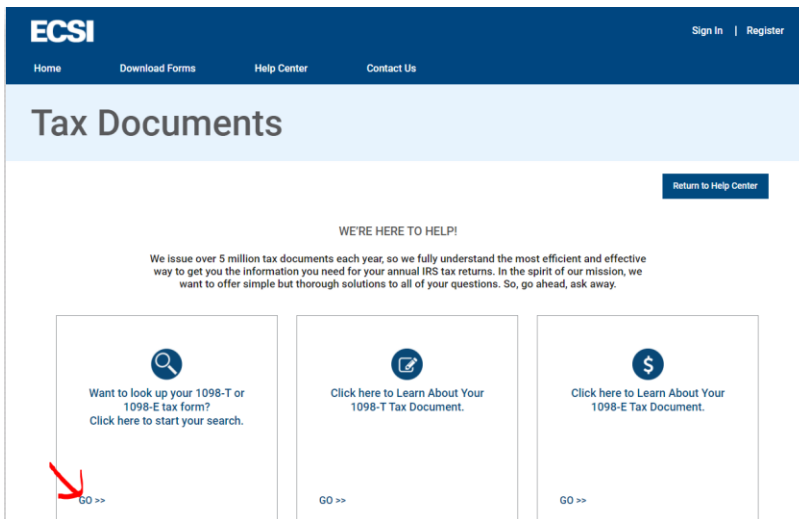 ECSI
Sign In | Register
Home Download Forms Help Center Contact Us
Tax Documents
Return to Help Center
WE'RE HERE TO HELP!
We issue over 5 million tax documents each year, so we fully understand the most efficient and effective
way to get you the information you need for your annual IRS tax returns. In the spirit of our mission, we
want to offer simple but thorough solutions to all of your questions. So, go ahead, ask away.
Want to look up your 1098-T or
1098-E tax form?
Click here to start your search.
GO >>
Click here to Learn About Your
1098-T Tax Document.
GO >>
$
Click here to Learn About Your
1098-E Tax Document.
GO >>